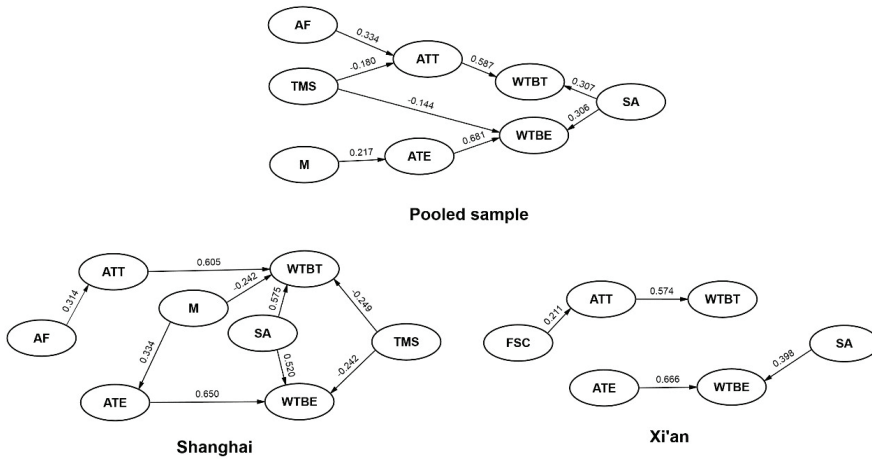 AF
0.334
ATT
0.587
WTBT
TMS
-0.180
-0.144
0.307
SA
0.306
WTBE
M
0.217
ATE
0.681
Pooled sample
ATT
0.605
WTBT
0.314
M
-0.242
0.575
-0.249
AF
SA
TMS
0.334
0.520
-0.242
ATE
0.650
WTBE
Shanghai
ATT
0.574
WTBT
0.211
FSC
SA
0.398
ATE
0.666
WTBE
Xi'an